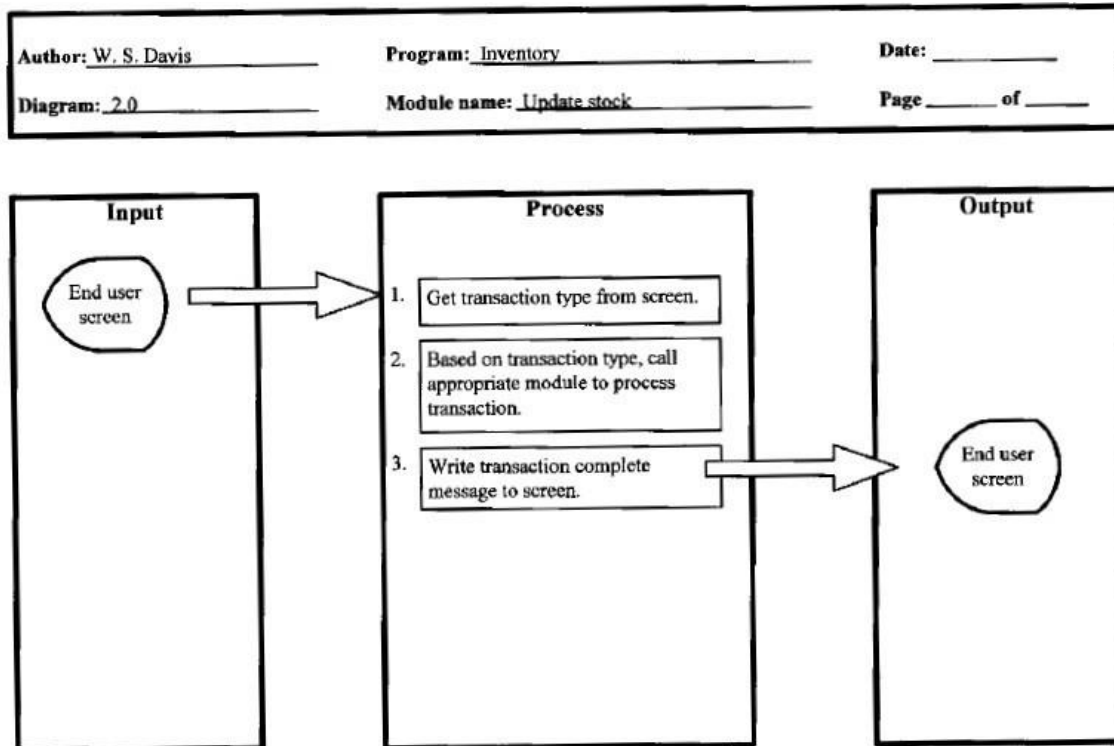 Author: W. S. Davis Program: Inventory Date:
Diagram: 2.0 Module name: Update stock Page of
Input
End user
screen
Process
1. Get transaction type from screen.
2. Based on transaction type, call
appropriate module to process
transaction.
3. Write transaction complete
message to screen.
Output
End user
screen